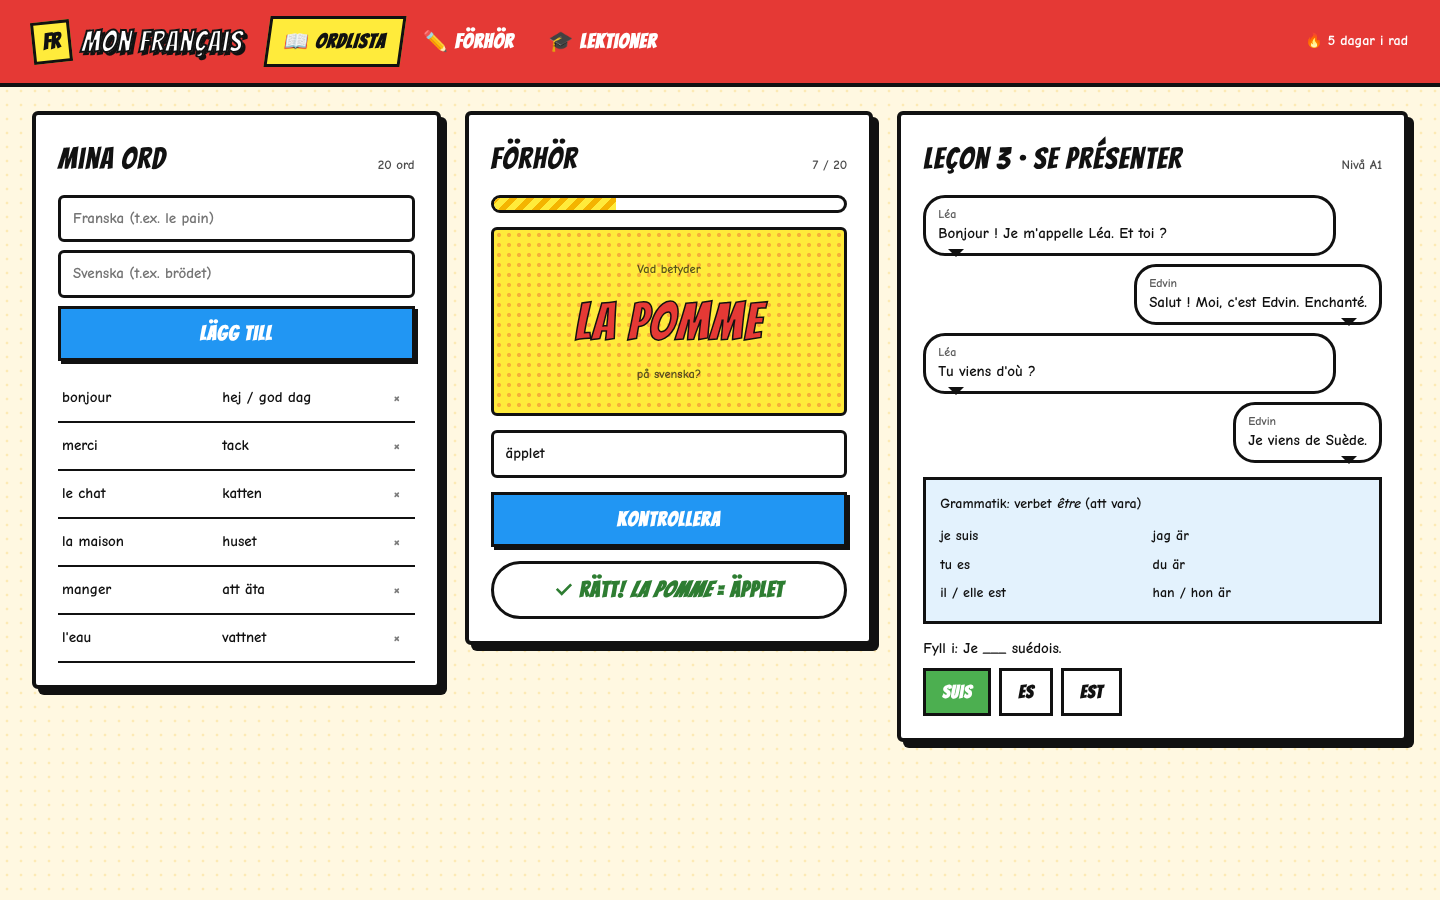 FR MON FRANÇAIS 📖 ORDLISTA ✏️ FÖRHÖR 🎓 LEKTIONER 🔥 5 dagar i rad
MINA ORD 20 ord
Franska (t.ex. le pain)
Svenska (t.ex. brödet)
LÄGG TILL
bonjour hej / god dag ×
merci tack ×
le chat katten ×
la maison huset ×
manger att äta ×
l'eau vattnet ×
FÖRHÖR 7 / 20
Vad betyder
LA POMME
på svenska?
äpplet
KONTROLLERA
✓ RÄTT! LA POMME = ÄPPLET
LEÇON 3 · SE PRÉSENTER Nivå A1
Léa
Bonjour ! Je m'appelle Léa. Et toi ?
Edvin
Salut ! Moi, c'est Edvin. Enchanté.
Léa
Tu viens d'où ?
Edvin
Je viens de Suède.
Grammatik: verbet être (att vara)
je suis jag är
tu es du är
il / elle est han / hon är
Fyll i: Je ___ suédois.
SUIS ES EST